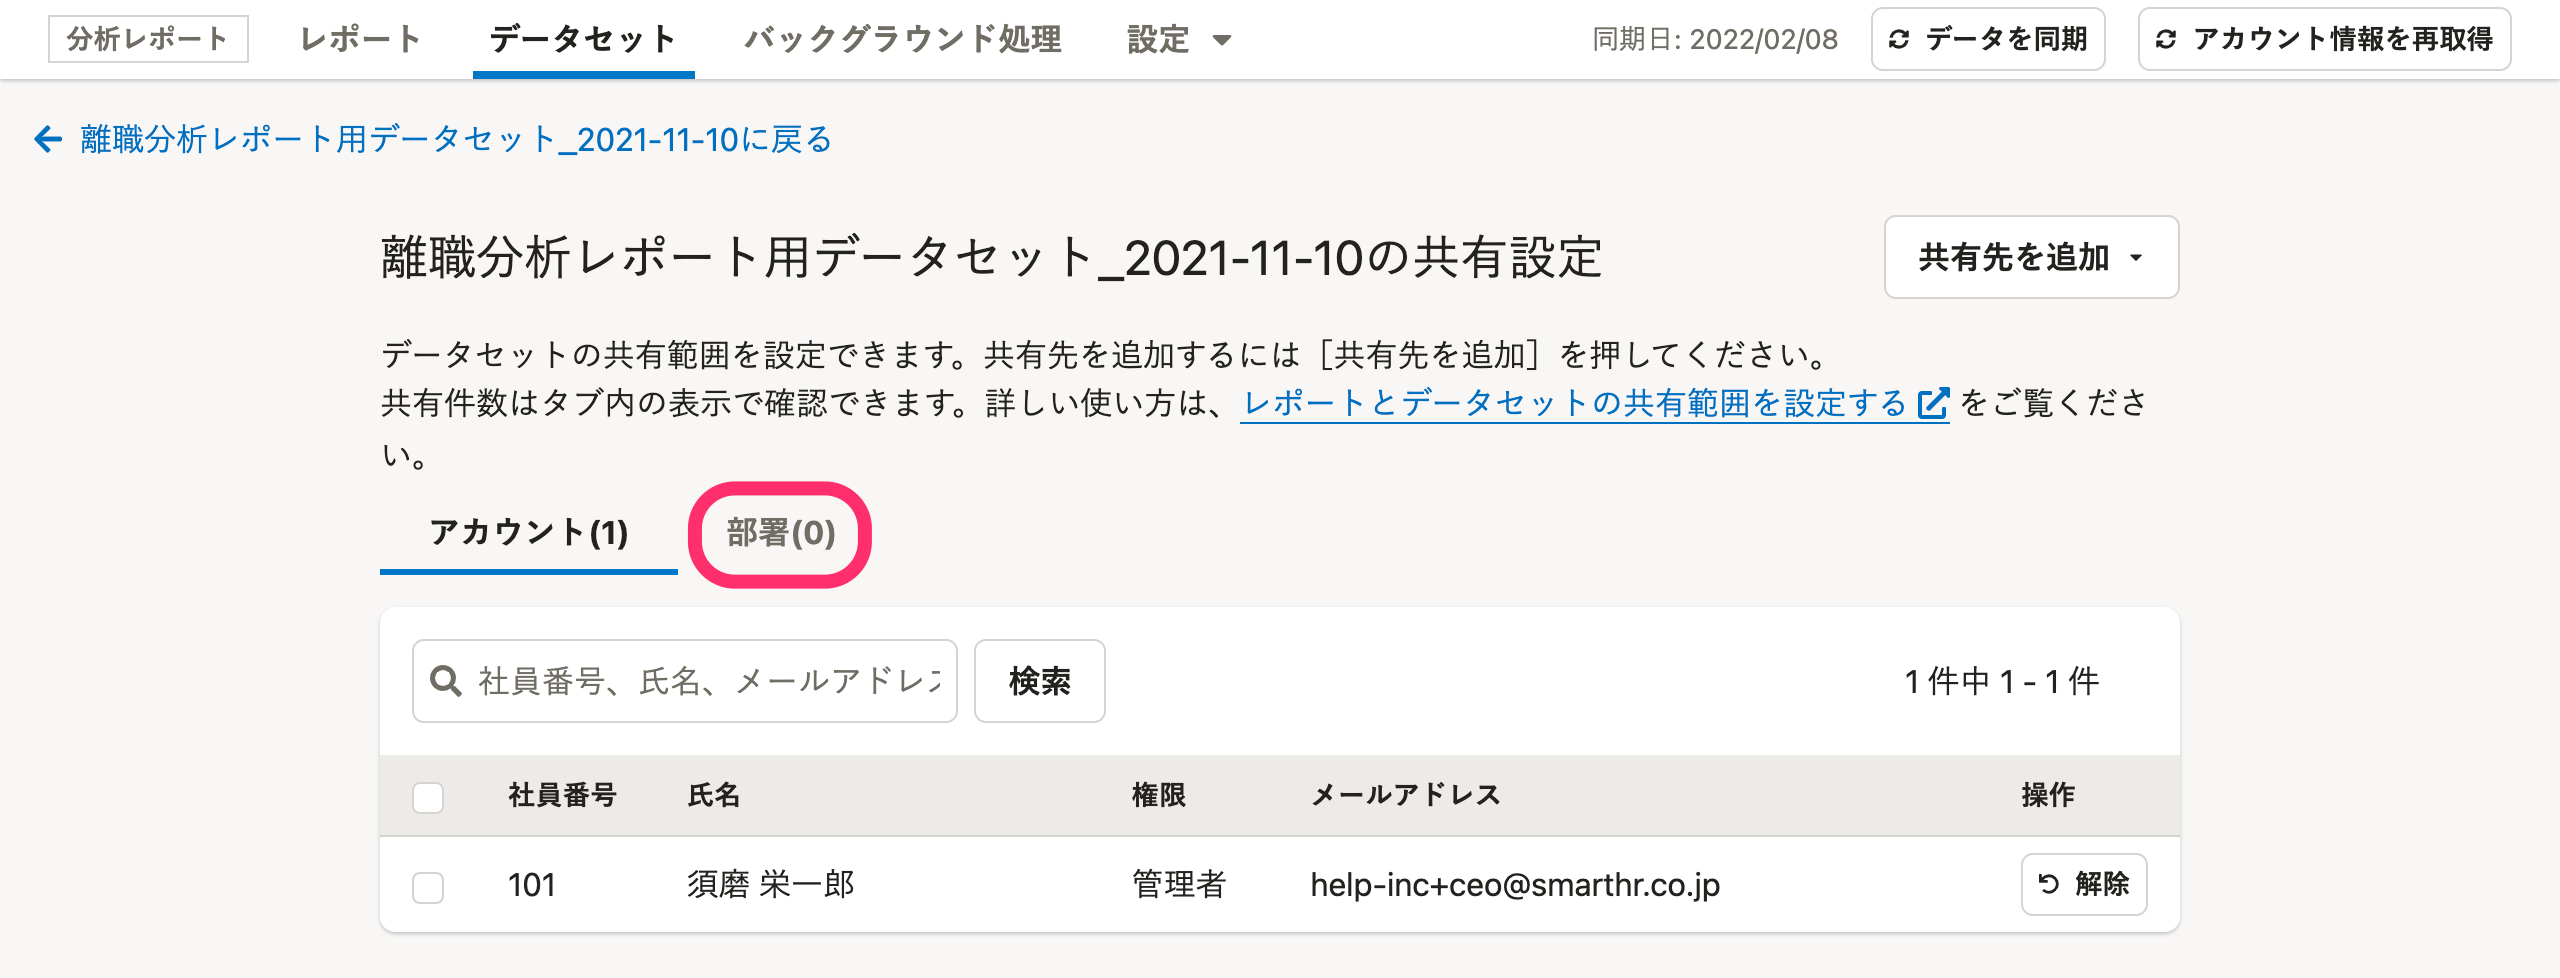 分析レポート レポート データセット バックグラウンド処理 設定 同期日: 2022/02/08 データを同期 アカウント情報を再取得
離職分析レポート用データセット_2021-11-10に戻る
離職分析レポート用データセット_2021-11-10の共有設定 共有先を追加
データセットの共有範囲を設定できます。共有先を追加するには［共有先を追加］を押してください。
共有件数はタブ内の表示で確認できます。詳しい使い方は、レポートとデータセットの共有範囲を設定する をご覧くださ
い。
アカウント(1) 部署(0)
社員番号、氏名、メールアドレス 検索 1 件中 1 - 1 件
社員番号 氏名 権限 メールアドレス 操作
101 須磨 栄一郎 管理者 help-inc+ceo@smarthr.co.jp 解除